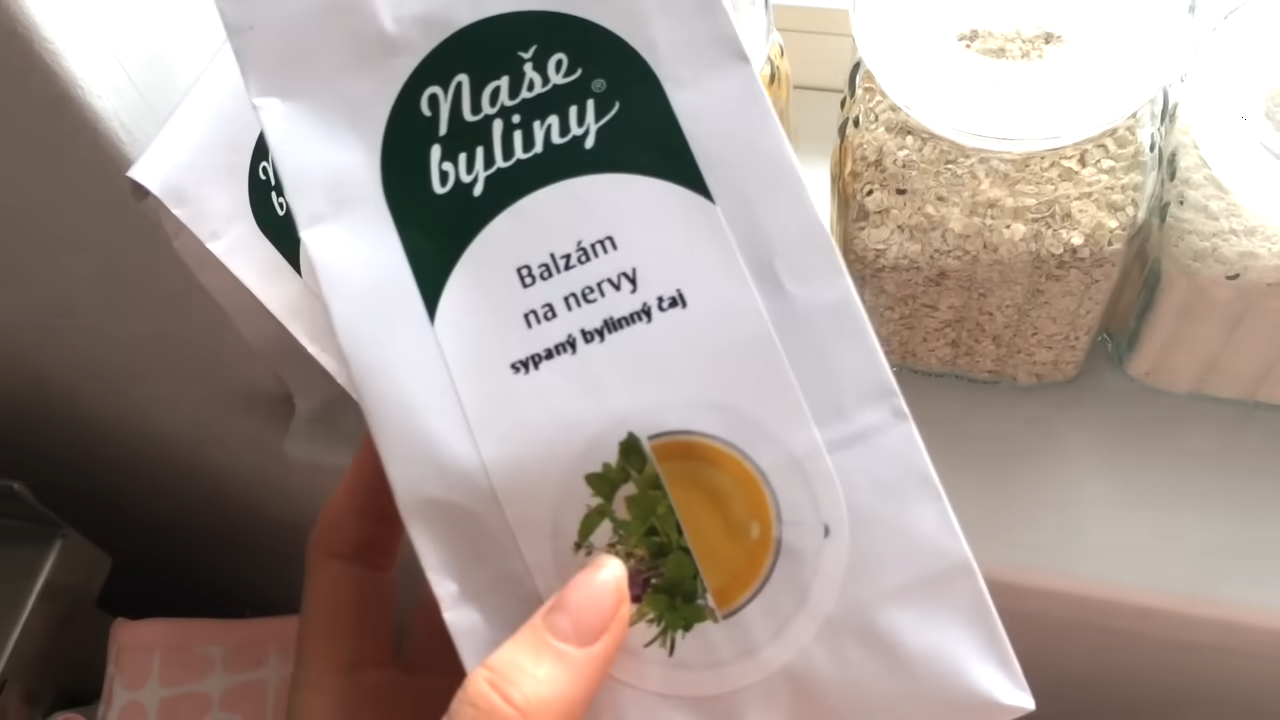 Naše
byliny®
Balzám
na nervy
sypaný bylinný čaj